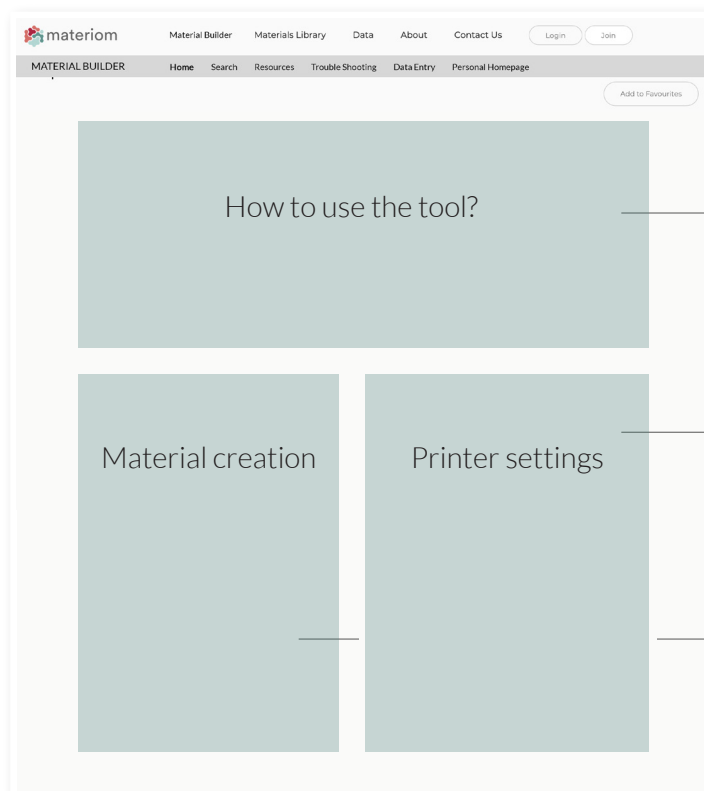 materiom
Material Builder Materials Library Data About Contact Us Login Join
MATERIAL BUILDER Home Search Resources Trouble Shooting Data Entry Personal Homepage
Add to Favourites
How to use the tool?
Material creation
Printer settings